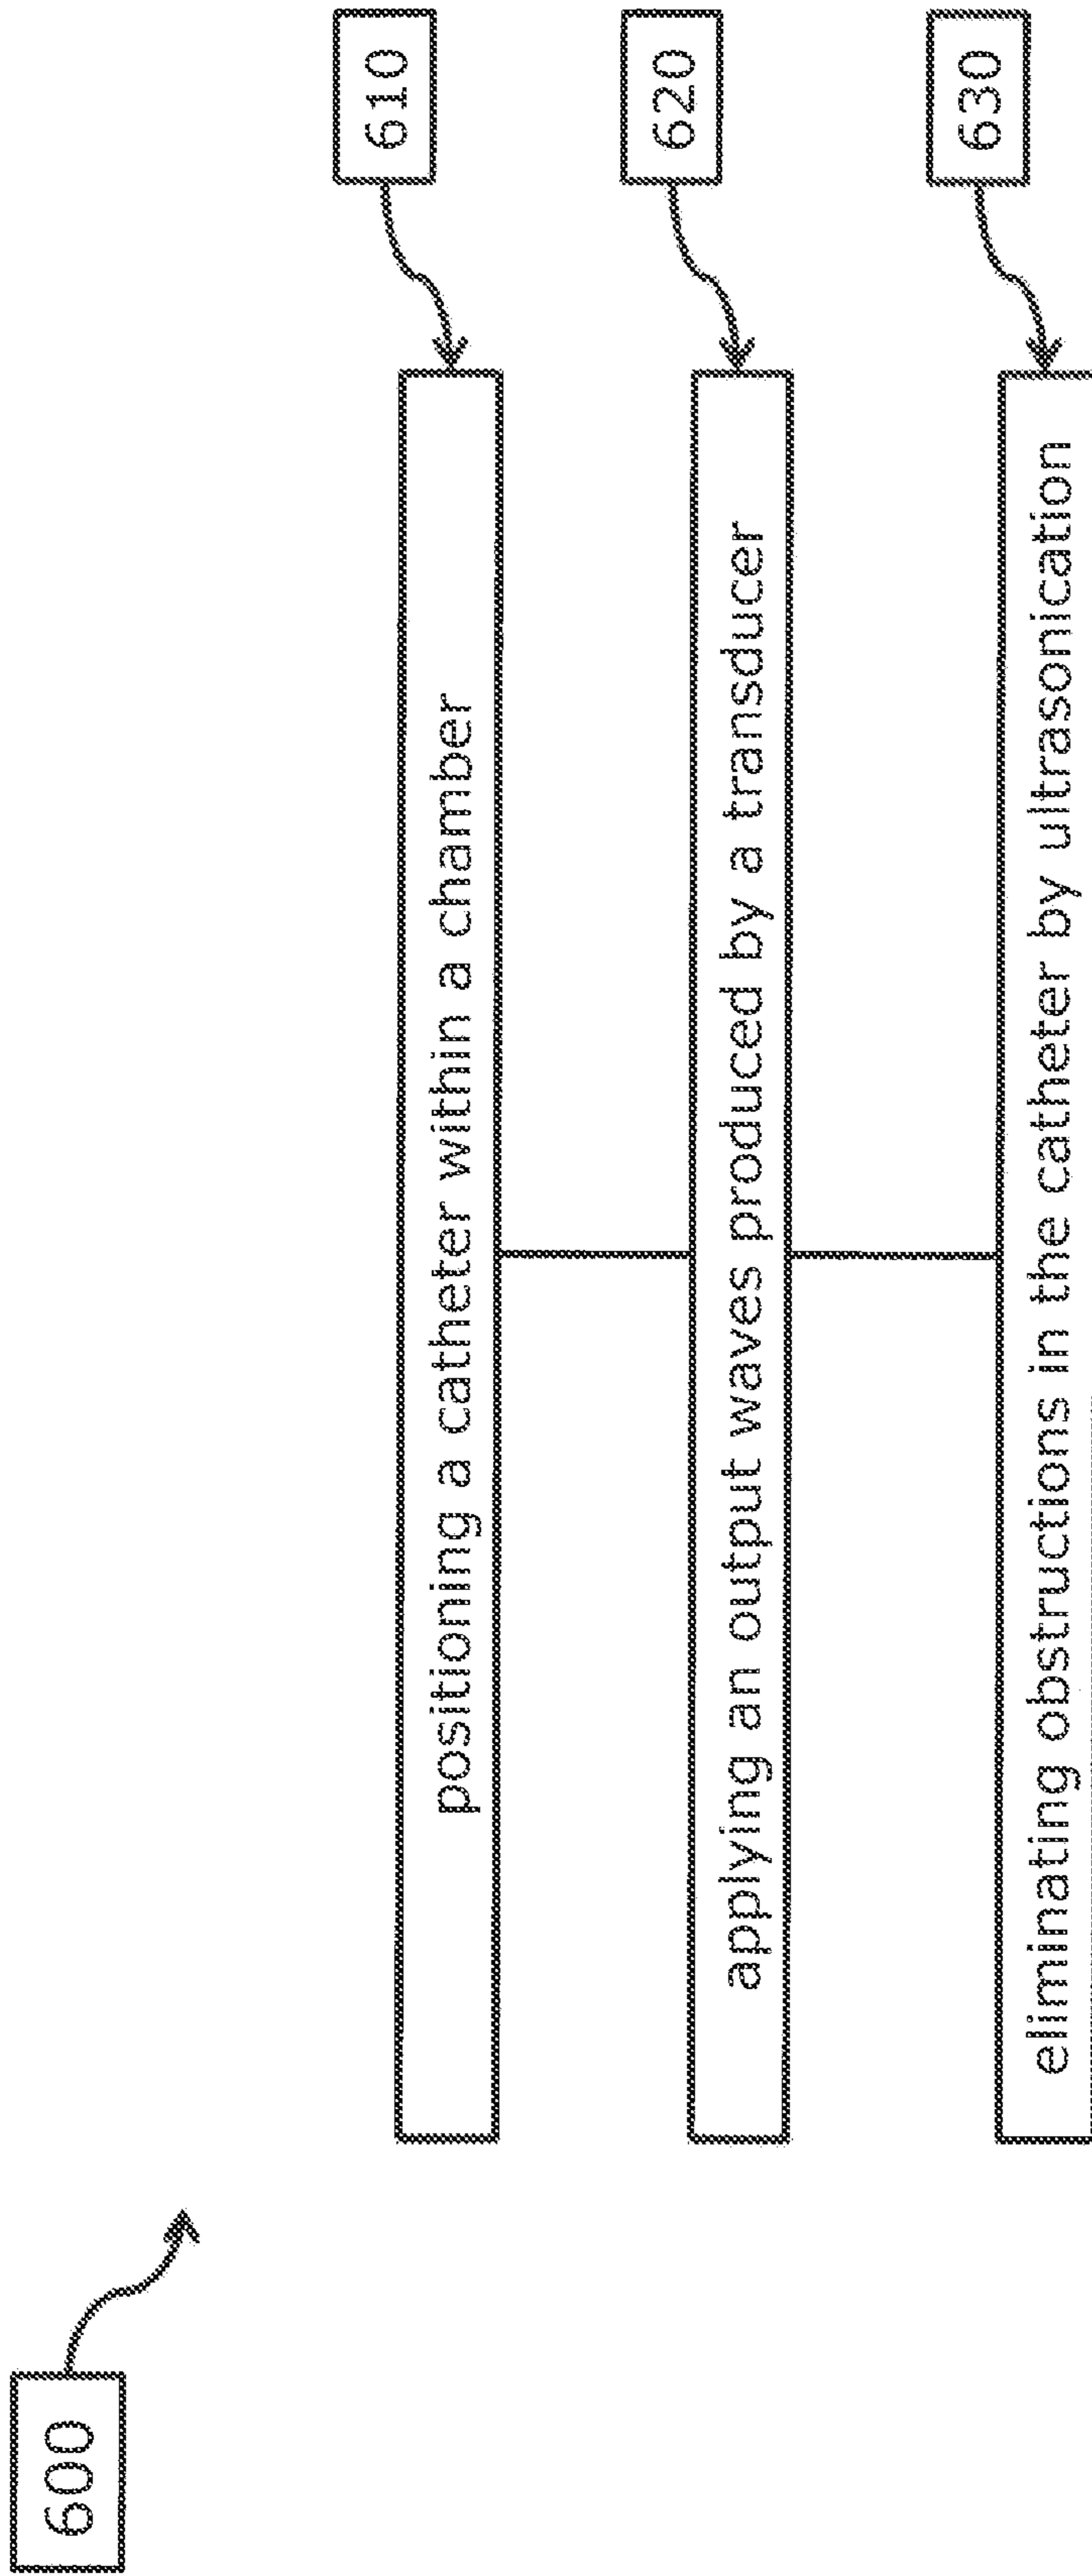 600
positioning a catheter within a chamber
610
applying an output waves produced by a transducer
620
eliminating obstructions in the catheter by ultrasonication
630